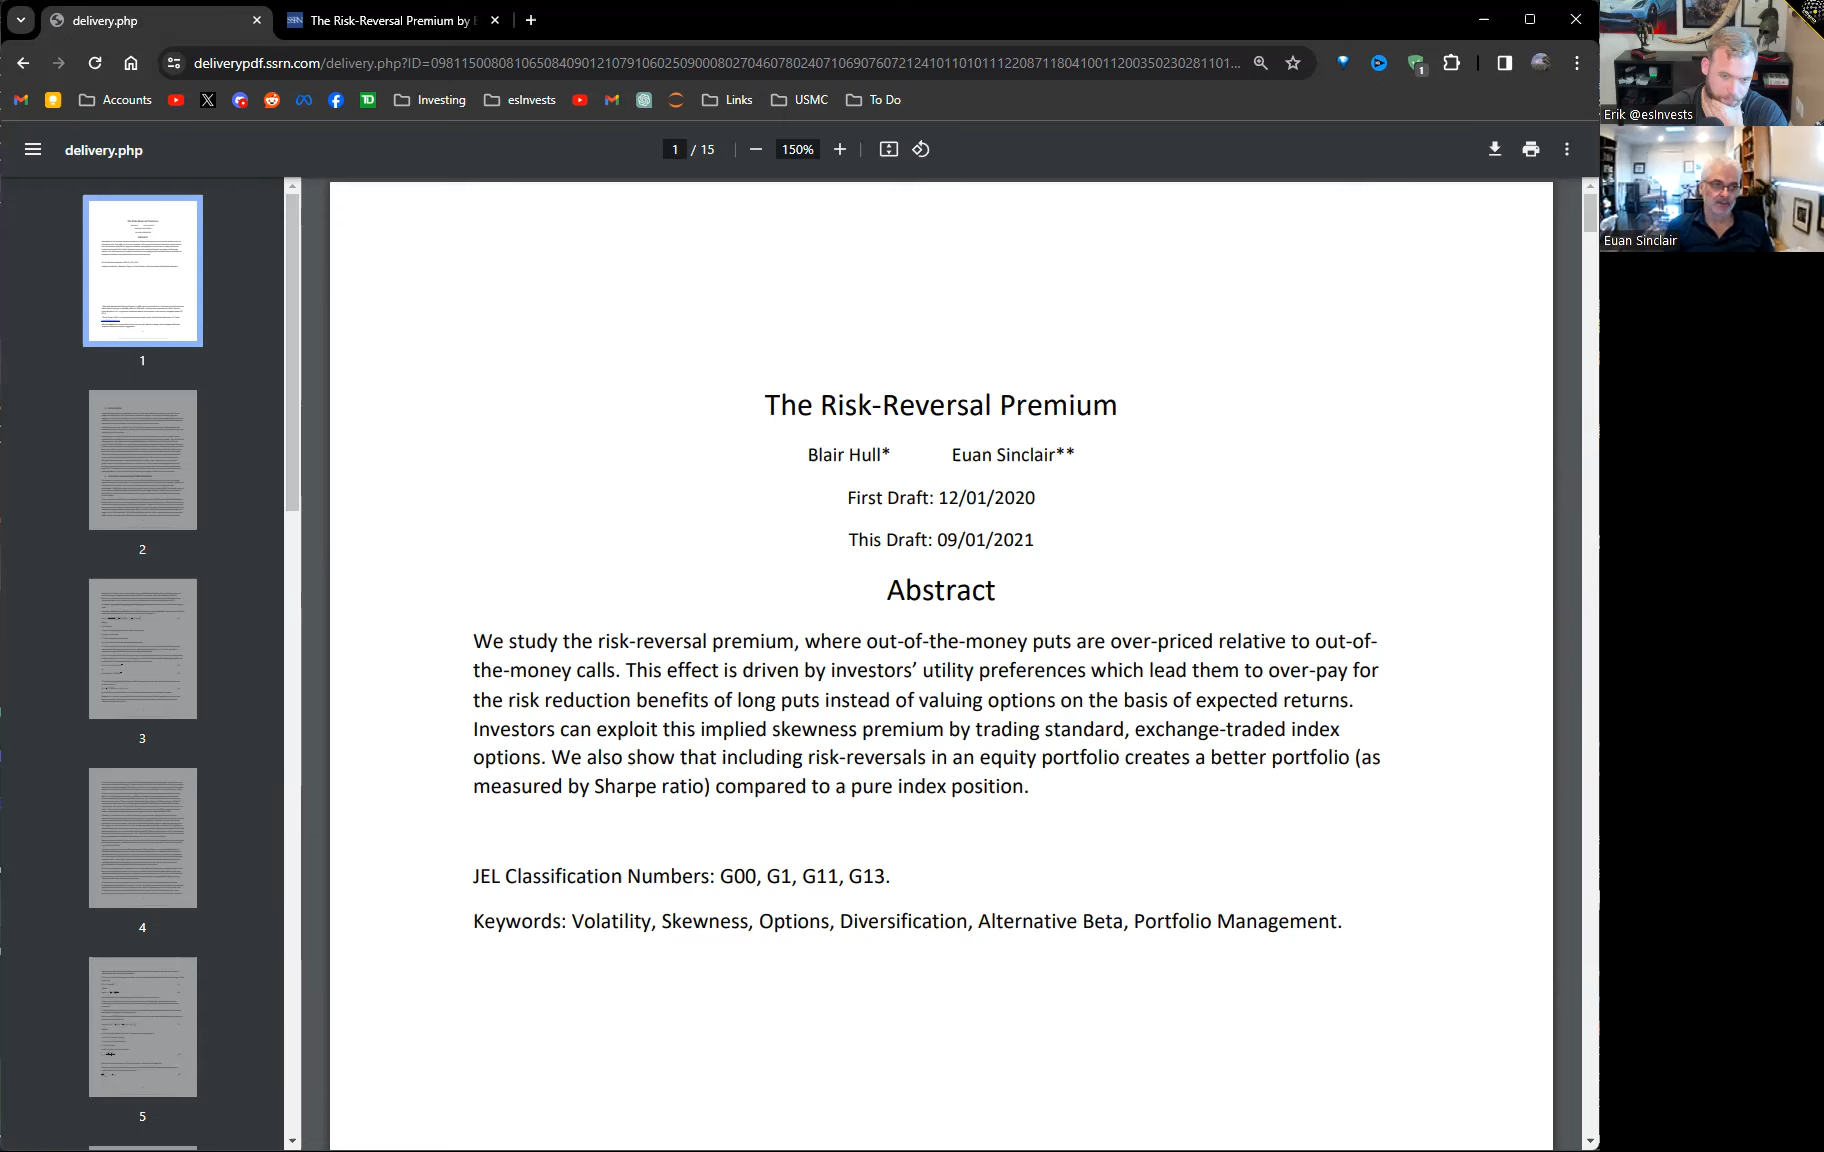 delivery.php
SSRN
The Risk-Reversal Premium by
deliverypdf.ssrn.com/delivery.php?ID=
1
Accounts
TD
Investing
esInvests
Links
USMC
To Do
delivery.php
1 / 15
150%
1
2
3
4
5
The Risk-Reversal Premium
Blair Hull* Euan Sinclair**
First Draft: 12/01/2020
This Draft: 09/01/2021
Abstract
We study the risk-reversal premium, where out-of-the-money puts are over-priced relative to out-of-
the-money calls. This effect is driven by investors’ utility preferences which lead them to over-pay for
the risk reduction benefits of long puts instead of valuing options on the basis of expected returns.
Investors can exploit this implied skewness premium by trading standard, exchange-traded index
options. We also show that including risk-reversals in an equity portfolio creates a better portfolio (as
measured by Sharpe ratio) compared to a pure index position.
JEL Classification Numbers: G00, G1, G11, G13.
Keywords: Volatility, Skewness, Options, Diversification, Alternative Beta, Portfolio Management.
Erik @esInvests
Euan Sinclair